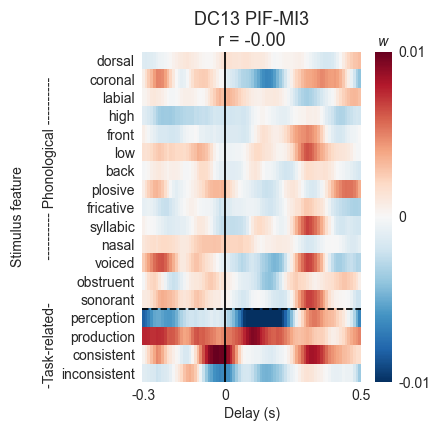 DC13 PIF-MI3
r = -0.00
w
Stimulus feature
-Task-related- ---------- Phonological ----------
dorsal
coronal
labial
high
front
low
back
plosive
fricative
syllabic
nasal
voiced
obstruent
sonorant
perception
production
consistent
inconsistent
0.01
0
-0.01
-0.3 0 0.5
Delay (s)